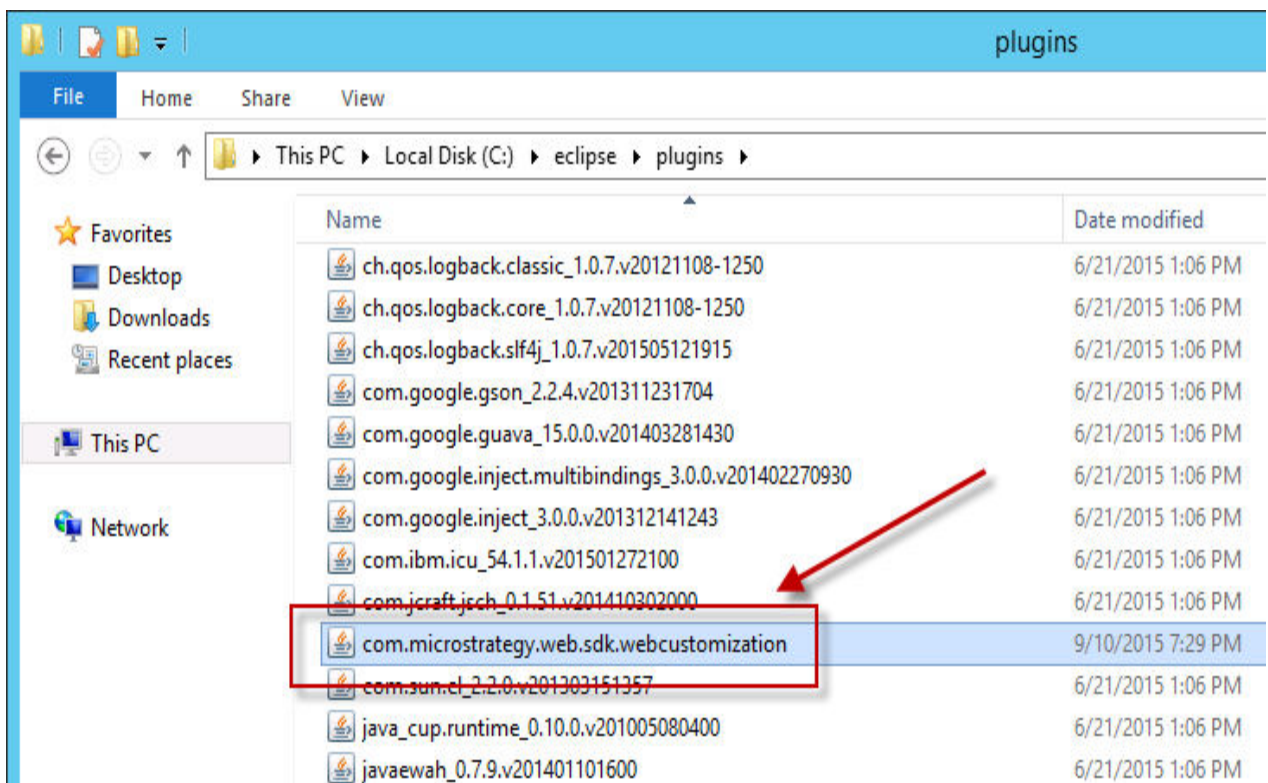 plugins
File Home Share View
This PC Local Disk (C:) eclipse plugins
Name Date modified
Favorites
Desktop
Downloads
Recent places
This PC
Network
ch.qos.logback.classic_1.0.7.v20121108-1250 6/21/2015 1:06 PM
ch.qos.logback.core_1.0.7.v20121108-1250 6/21/2015 1:06 PM
ch.qos.logback.slf4j_1.0.7.v201505121915 6/21/2015 1:06 PM
com.google.gson_2.2.4.v201311231704 6/21/2015 1:06 PM
com.google.guava_15.0.0.v201403281430 6/21/2015 1:06 PM
com.google.inject.multibindings_3.0.0.v201402270930 6/21/2015 1:06 PM
com.google.inject_3.0.0.v201312141243 6/21/2015 1:06 PM
com.ibm.icu_54.1.1.v201501272100 6/21/2015 1:06 PM
com.jcraft.jsch_0.1.51.v201410302000 6/21/2015 1:06 PM
com.microstrategy.web.sdk.webcustomization 9/10/2015 7:29 PM
com.sun.el_2.2.0.v201303151357 6/21/2015 1:06 PM
java_cup.runtime_0.10.0.v201005080400 6/21/2015 1:06 PM
javaewah_0.7.9.v201401101600 6/21/2015 1:06 PM